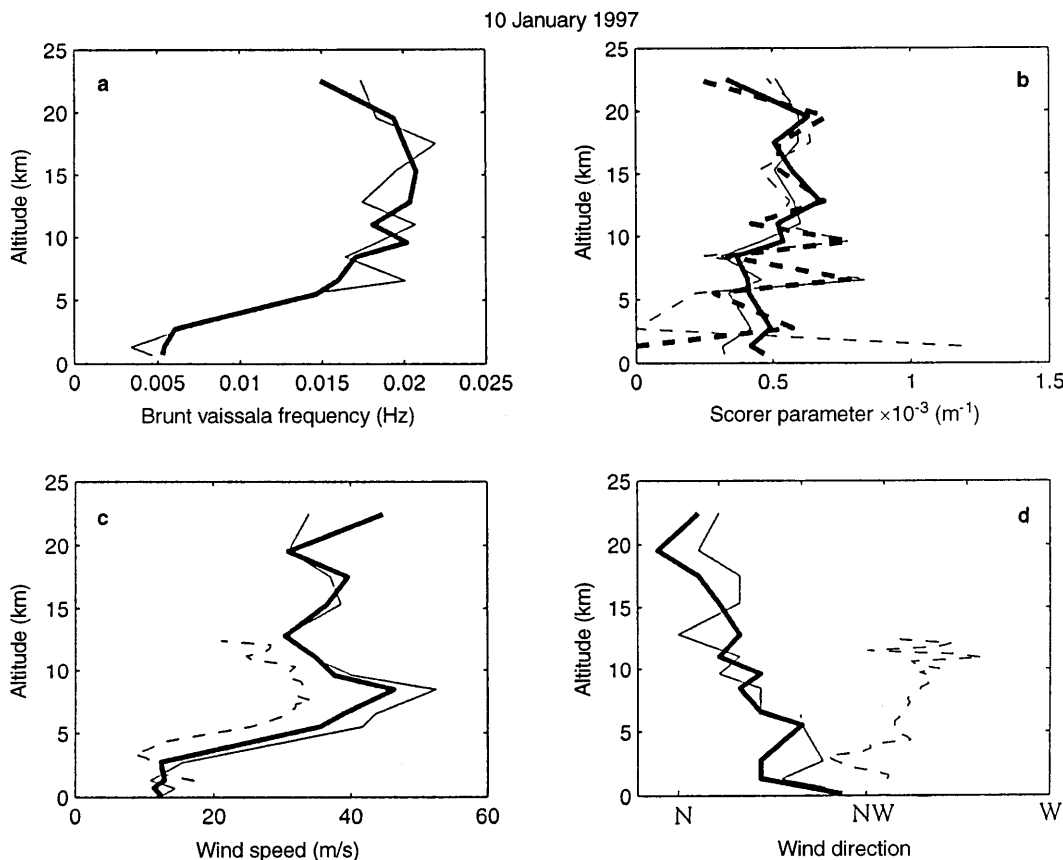 10 January 1997
a
25
20
15
10
5
0
Altitude (km)
0 0.005 0.01 0.015 0.02 0.025
Brunt vaissala frequency (Hz)
b
25
20
15
10
5
0
Altitude (km)
0 0.5 1 1.5
Scorer parameter ×10⁻³ (m⁻¹)
c
25
20
15
10
5
0
Altitude (km)
0 20 40 60
Wind speed (m/s)
d
25
20
15
10
5
0
Altitude (km)
N NW W
Wind direction